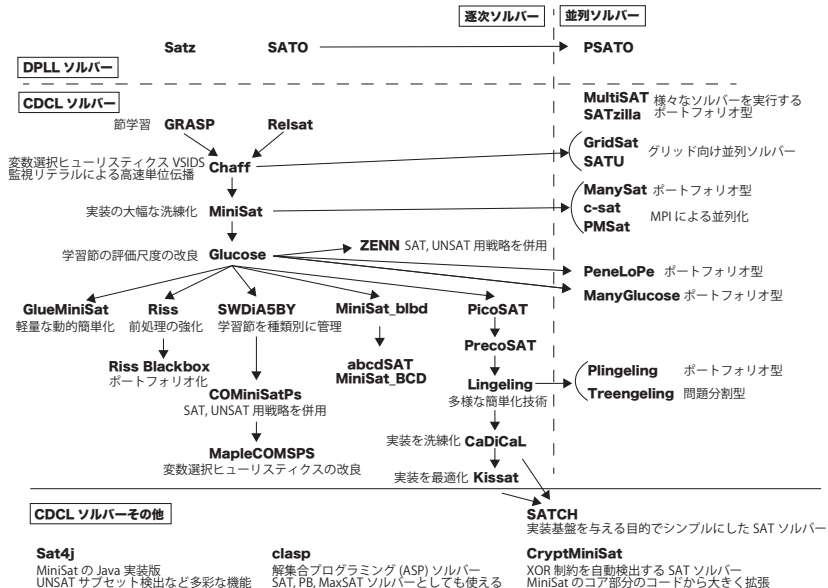 逐次ソルバー
並列ソルバー
Satz
SATO
PSATO
DPLL ソルバー
CDCL ソルバー
MultiSAT 様々なソルバーを実行する
SATzilla ポートフォリオ型
節学習 GRASP
Relsat
GridSat
SATU
グリッド向け並列ソルバー
変数選択ヒューリスティクス VSIDS
監視リテラルによる高速単位伝播
Chaff
ManySat ポートフォリオ型
c-sat
PMSat
MPI による並列化
実装の大幅な洗練化 MiniSat
学習節の評価尺度の改良 Glucose
ZENN SAT, UNSAT 用戦略を併用
PeneLoPe ポートフォリオ型
ManyGlucose ポートフォリオ型
GlueMiniSat
軽量な動的簡単化
Riss
前処理の強化
SWDiA5BY
学習節を種類別に管理
MiniSat_blbd
PicoSAT
PrecoSAT
Riss Blackbox
ポートフォリオ化
abcdSAT
MiniSat_BCD
Lingeling
多様な簡単化技術
Plingeling ポートフォリオ型
Treengeling 問題分割型
COMiniSatPs
SAT, UNSAT 用戦略を併用
実装を洗練化 CaDiCaL
MapleCOMSPS
変数選択ヒューリスティクスの改良
実装を最適化 Kissat
CDCL ソルバーその他
SATCH
実装基盤を与える目的でシンプルにした SAT ソルバー
Sat4j
MiniSat の Java 実装版
UNSAT サブセット検出など多彩な機能
clasp
解集合プログラミング (ASP) ソルバー
SAT, PB, MaxSAT ソルバーとしても使える
CryptMiniSat
XOR 制約を自動検出する SAT ソルバー
MiniSat のコア部分のコードから大きく拡張